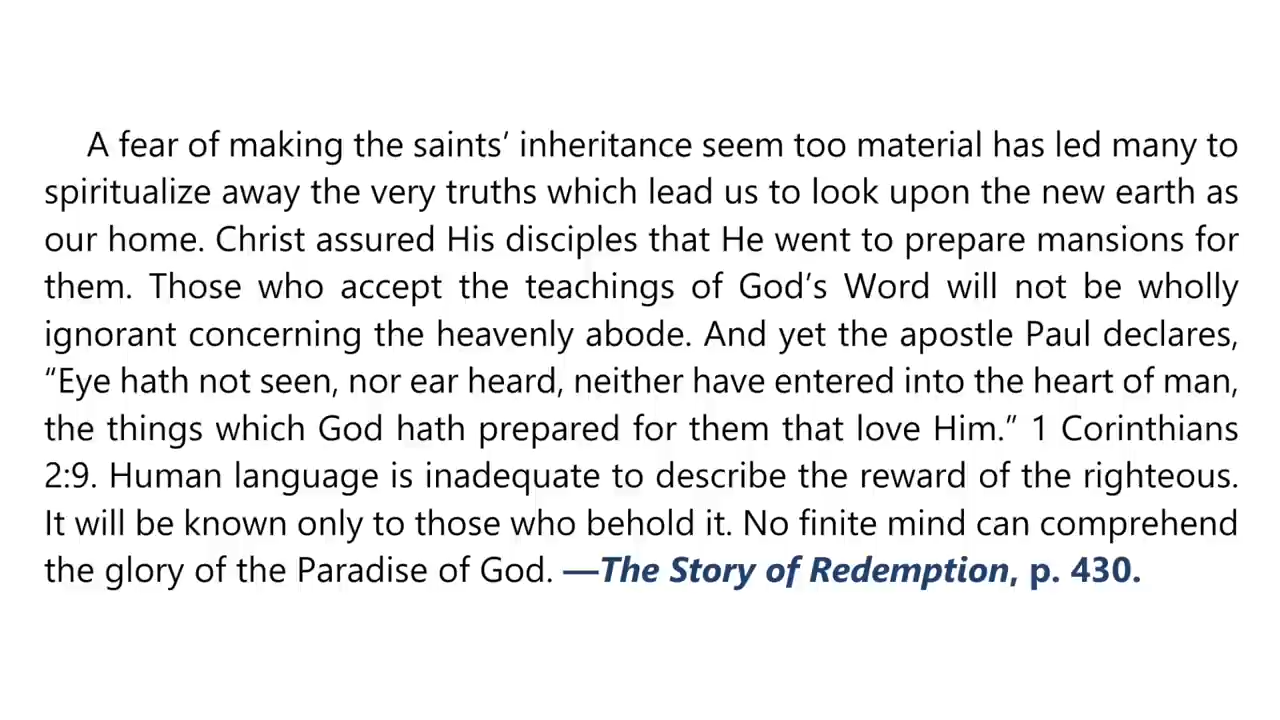 A fear of making the saints’ inheritance seem too material has led many to
spiritualize away the very truths which lead us to look upon the new earth as
our home. Christ assured His disciples that He went to prepare mansions for
them. Those who accept the teachings of God’s Word will not be wholly
ignorant concerning the heavenly abode. And yet the apostle Paul declares,
“Eye hath not seen, nor ear heard, neither have entered into the heart of man,
the things which God hath prepared for them that love Him.” 1 Corinthians
2:9. Human language is inadequate to describe the reward of the righteous.
It will be known only to those who behold it. No finite mind can comprehend
the glory of the Paradise of God. —The Story of Redemption, p. 430.